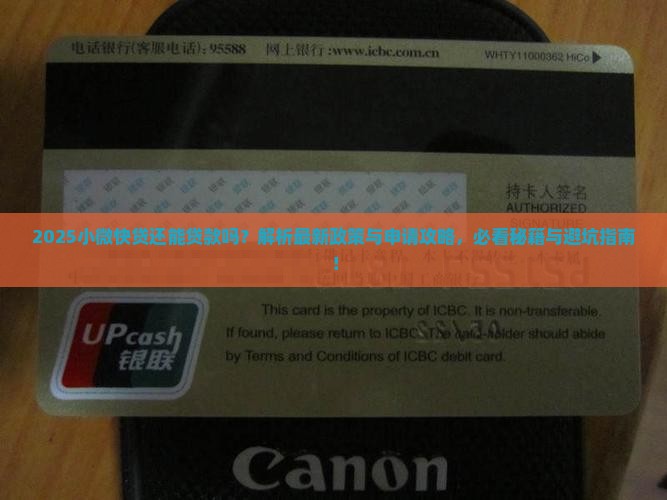 电话银行(客服电话):95588 网上银行:www.icbc.com.cn
WHTY11000362 HiCo
持卡人签名
AUTHORIZED
2025小微快贷还能贷款吗?解析最新政策与申请攻略,必看秘籍与避坑指南
!
This card is the property of ICBC. It is non-transferable.
If found, please return to ICBC. The card-holder should abide
by Terms and Conditions of ICBC debit card.
UPcash
银联
Canon